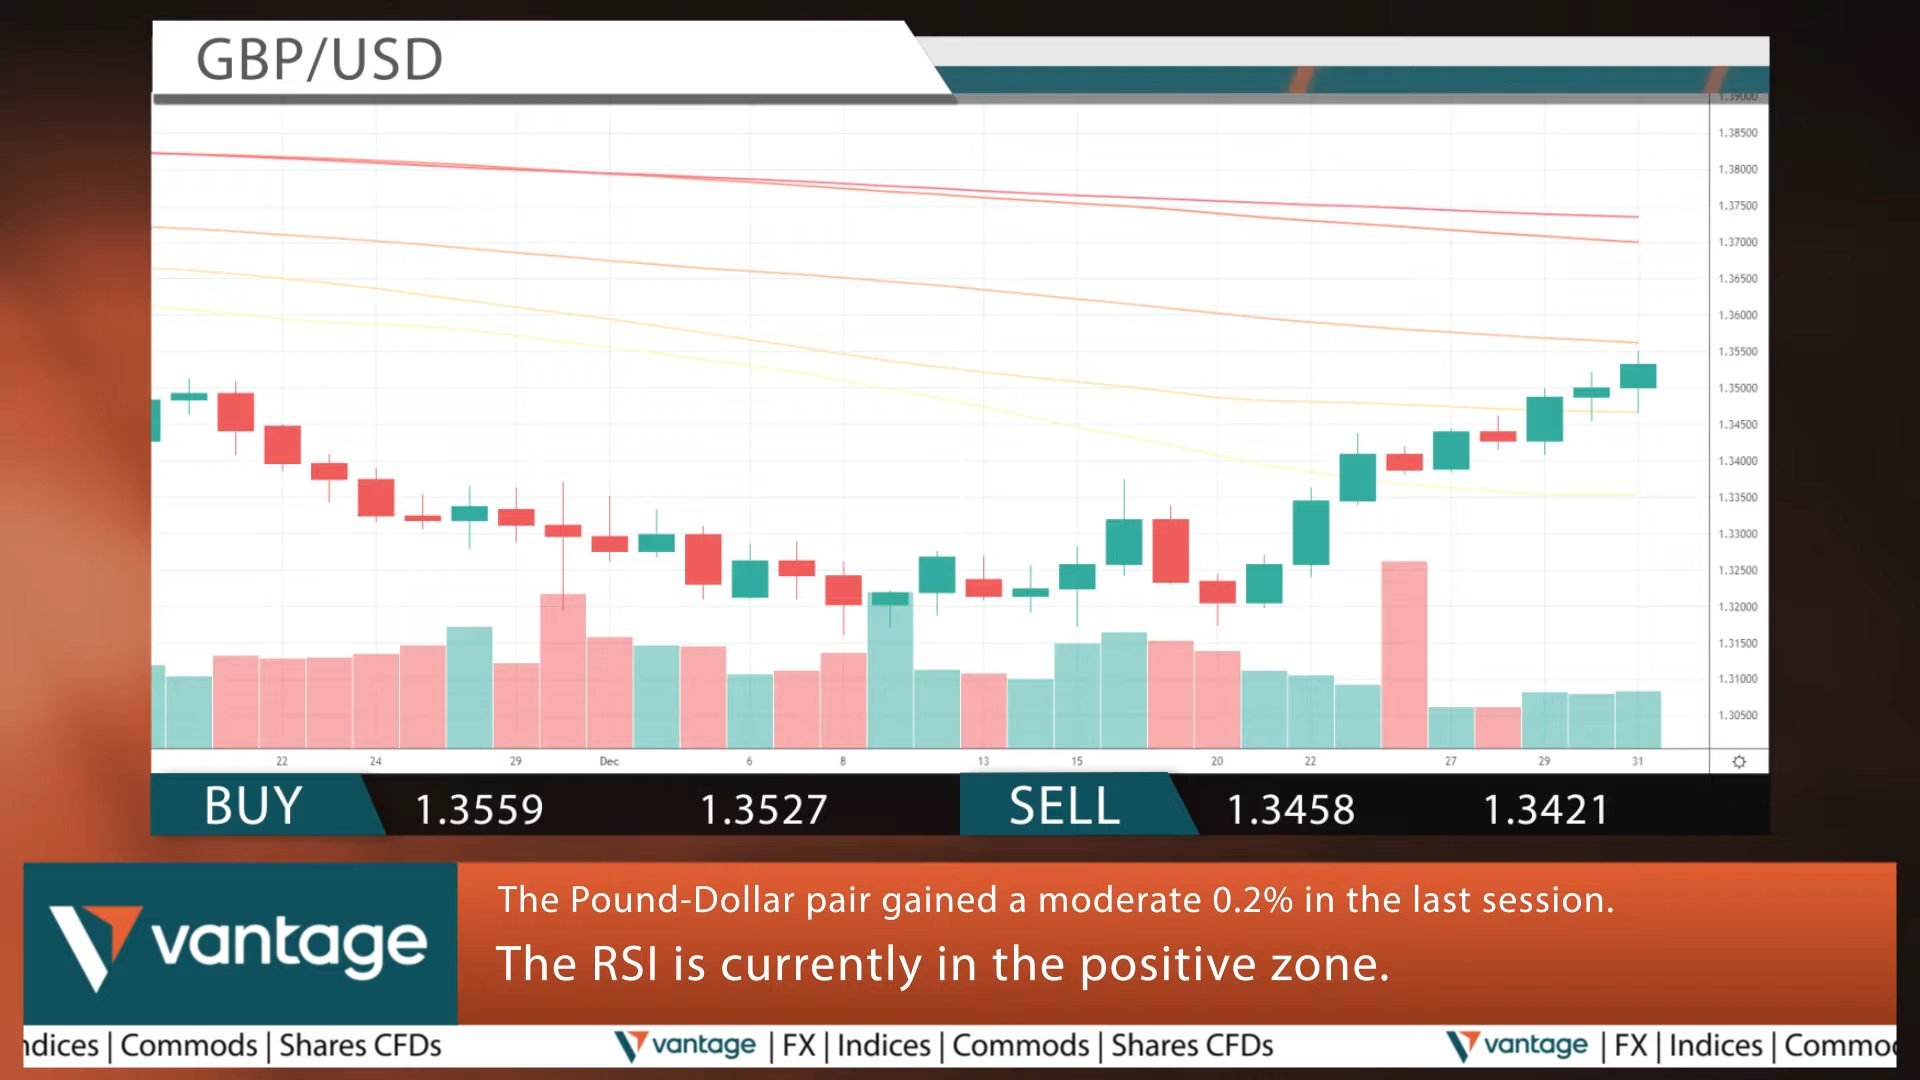 GBP/USD
1.39000
1.38500
1.38000
1.37500
1.37000
1.36500
1.36000
1.35500
1.35000
1.34500
1.34000
1.33500
1.33000
1.32500
1.32000
1.31500
1.31000
1.30500
22 24 29 Dec 6 8 13 15 20 22 27 29 31
BUY 1.3559 1.3527 SELL 1.3458 1.3421
vantage
The Pound-Dollar pair gained a moderate 0.2% in the last session.
The RSI is currently in the positive zone.
ndices | Commods | Shares CFDs vantage | FX | Indices | Commods | Shares CFDs vantage | FX | Indices | Commod